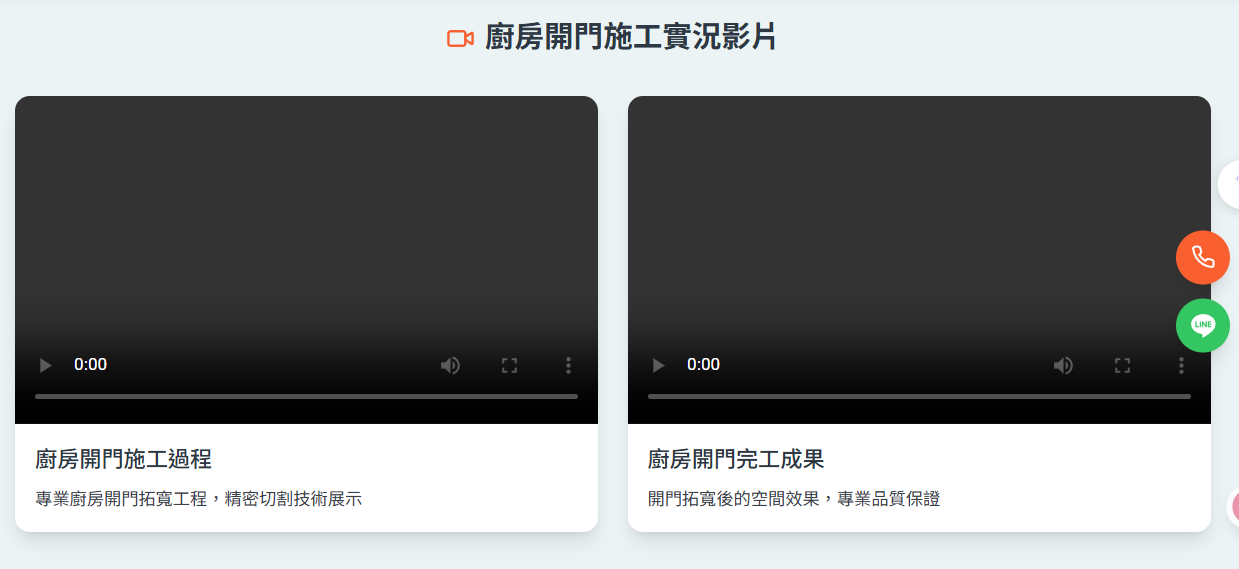 廚房開門施工實況影片
0:00
0:00
LINE
廚房開門施工過程
專業廚房開門拓寬工程，精密切割技術展示
廚房開門完工成果
開門拓寬後的空間效果，專業品質保證